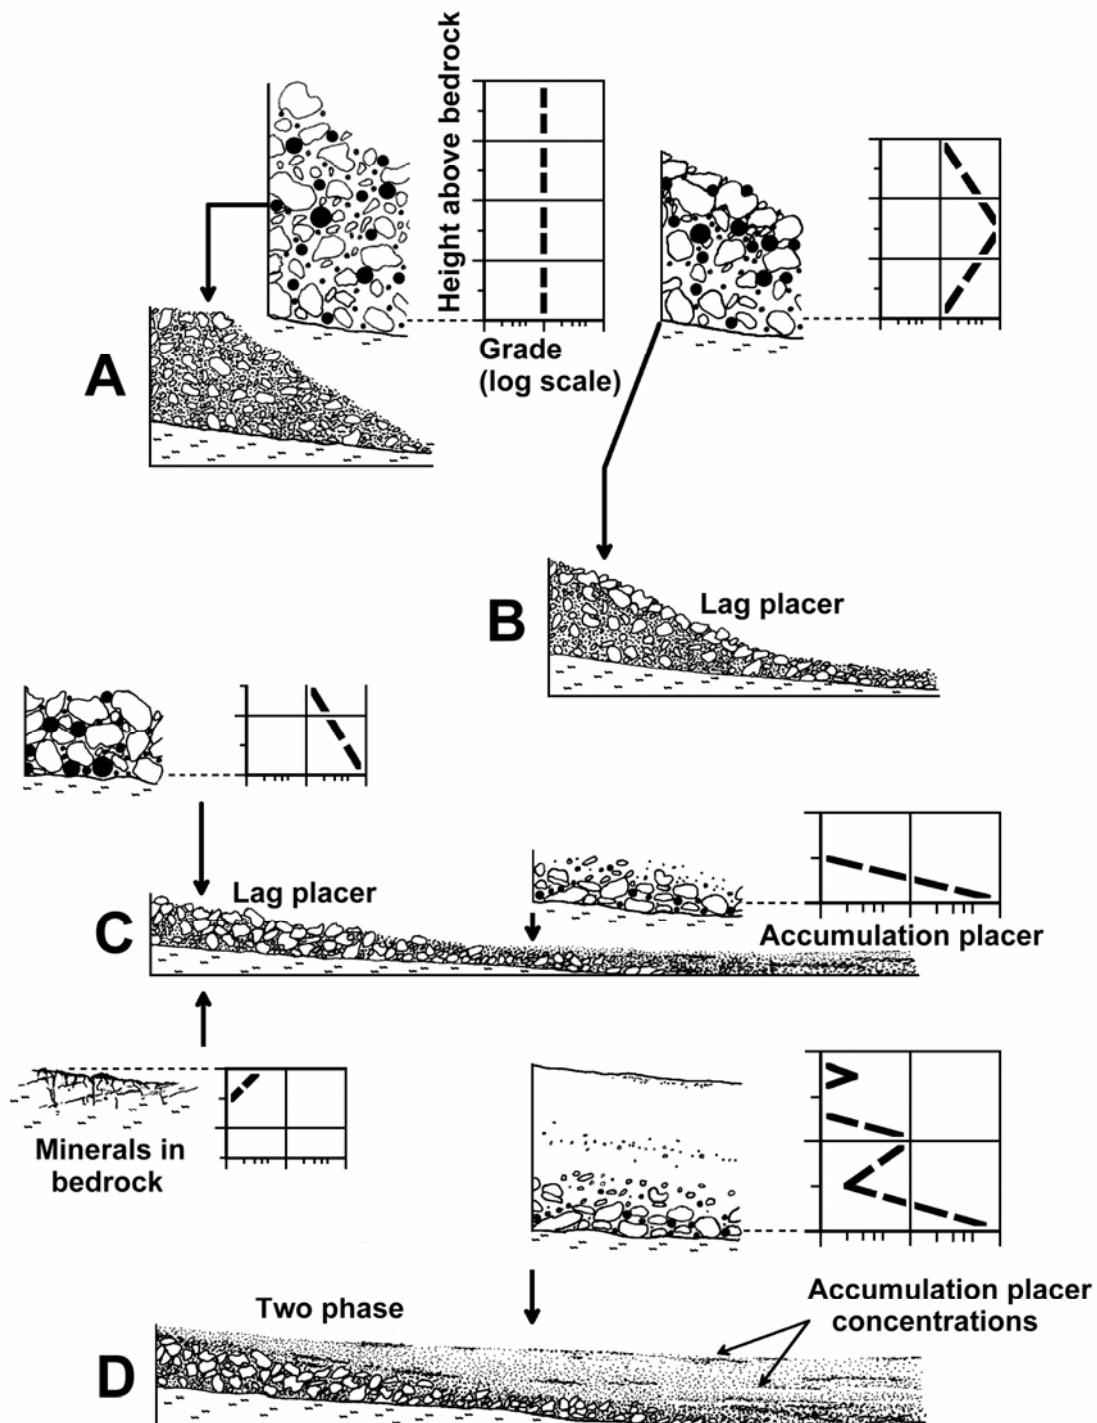 Height above bedrock
Grade
(log scale)
A
Lag placer
B
Lag placer
C
Accumulation placer
Minerals in
bedrock
Accumulation placer
concentrations
Two phase
D